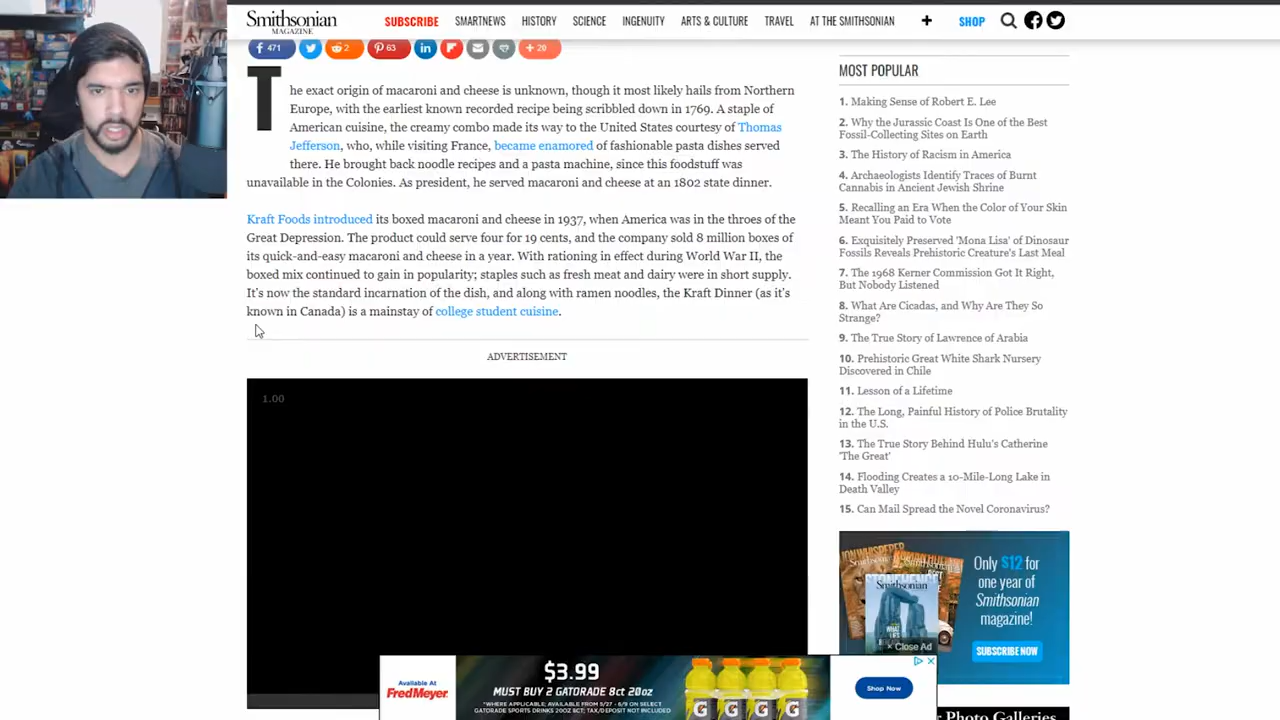 Smithsonian
MAGAZINE
SUBSCRIBE SMARTNEWS HISTORY SCIENCE INGENUITY ARTS & CULTURE TRAVEL AT THE SMITHSONIAN + SHOP
471 2 63 in + 20
The exact origin of macaroni and cheese is unknown, though it most likely hails from Northern
Europe, with the earliest known recorded recipe being scribbled down in 1769. A staple of
American cuisine, the creamy combo made its way to the United States courtesy of Thomas
Jefferson, who, while visiting France, became enamored of fashionable pasta dishes served
there. He brought back noodle recipes and a pasta machine, since this foodstuff was
unavailable in the Colonies. As president, he served macaroni and cheese at an 1802 state dinner.
Kraft Foods introduced its boxed macaroni and cheese in 1937, when America was in the throes of the
Great Depression. The product could serve four for 19 cents, and the company sold 8 million boxes of
its quick-and-easy macaroni and cheese in a year. With rationing in effect during World War II, the
boxed mix continued to gain in popularity; staples such as fresh meat and dairy were in short supply.
It's now the standard incarnation of the dish, and along with ramen noodles, the Kraft Dinner (as it's
known in Canada) is a mainstay of college student cuisine.
ADVERTISEMENT
1.00
MOST POPULAR
1. Making Sense of Robert E. Lee
2. Why the Jurassic Coast Is One of the Best
Fossil-Collecting Sites on Earth
3. The History of Racism in America
4. Archaeologists Identify Traces of Burnt
Cannabis in Ancient Jewish Shrine
5. Recalling an Era When the Color of Your Skin
Meant You Paid to Vote
6. Exquisitely Preserved 'Mona Lisa' of Dinosaur
Fossils Reveals Prehistoric Creature's Last Meal
7. The 1968 Kerner Commission Got It Right,
But Nobody Listened
8. What Are Cicadas, and Why Are They So
Strange?
9. The True Story of Lawrence of Arabia
10. Prehistoric Great White Shark Nursery
Discovered in Chile
11. Lesson of a Lifetime
12. The Long, Painful History of Police Brutality
in the U.S.
13. The True Story Behind Hulu's Catherine
'The Great'
14. Flooding Creates a 10-Mile-Long Lake in
Death Valley
15. Can Mail Spread the Novel Coronavirus?
Only $12 for
one year of
Smithsonian
magazine!
SUBSCRIBE NOW
Smithsonian
× Close Ad
Available At
FredMeyer
$3.99
MUST BUY 2 GATORADE 8ct 20oz
*WHERE APPLICABLE; AVAILABLE FROM 5/27 - 6/9 ON SELECT
GATORADE SPORTS DRINKS 20OZ 8CT; TAX/DEPOSIT NOT INCLUDED
Shop Now
Photo Galleries